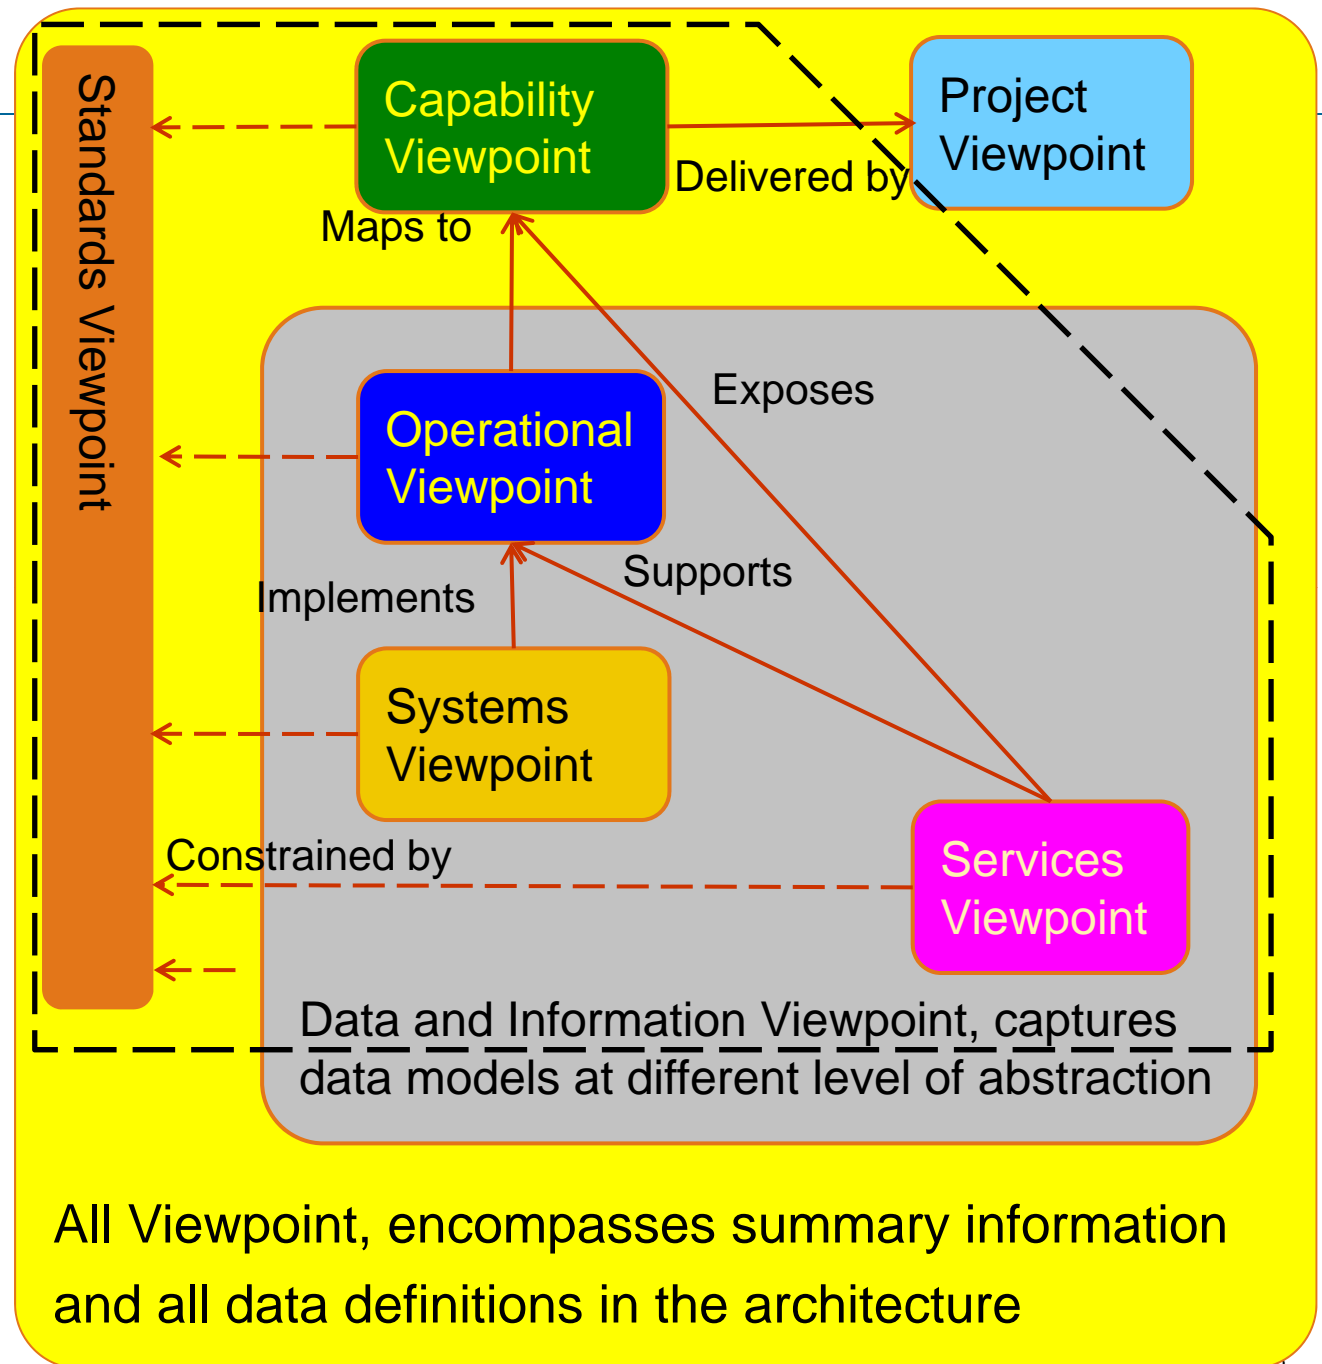 Standards Viewpoint
Capability
Viewpoint
Project
Viewpoint
Delivered by
Maps to
Exposes
Operational
Viewpoint
Supports
Implements
Systems
Viewpoint
Constrained by
Services
Viewpoint
Data and Information Viewpoint, captures
data models at different level of abstraction
All Viewpoint, encompasses summary information
and all data definitions in the architecture